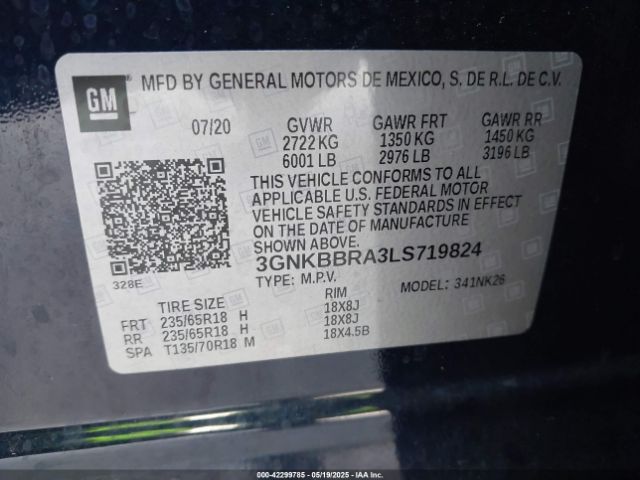 GM
MFD BY GENERAL MOTORS DE MEXICO, S. DE R.L. DE C.V.
07/20 GVWR GAWR FRT GAWR RR
2722 KG 1350 KG 1450 KG
6001 LB 2976 LB 3196 LB
THIS VEHICLE CONFORMS TO ALL
APPLICABLE U.S. FEDERAL MOTOR
VEHICLE SAFETY STANDARDS IN EFFECT
ON THE DATE OF MANUFACTURE
SHOWN ABOVE.
3GNKBBRA3LS719824
328E
TYPE: M.P.V. MODEL: 341NK26
TIRE SIZE RIM
FRT 235/65R18 H 18X8J
RR 235/65R18 H 18X8J
SPA T135/70R18 M 18X4.5B
000-42299785 — 05/19/2025 — IAA Inc.